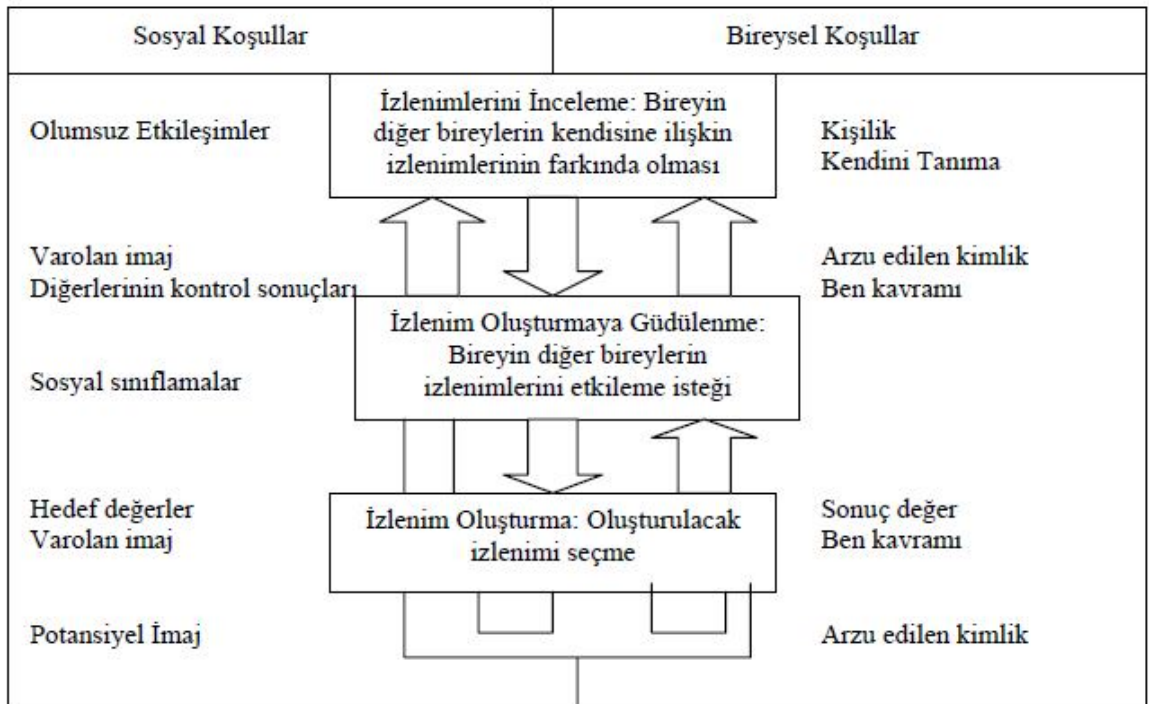 Sosyal Koşullar
Bireysel Koşullar
İzlenimlerini İnceleme: Bireyin
diğer bireylerin kendisine ilişkin
izlenimlerinin farkında olması
Olumsuz Etkileşimler
Kişilik
Kendini Tanıma
Varolan imaj
Diğerlerinin kontrol sonuçları
Arzu edilen kimlik
Ben kavramı
İzlenim Oluşturmaya Güdülenme:
Bireyin diğer bireylerin
izlenimlerini etkileme isteği
Sosyal sınıflamalar
Hedef değerler
Varolan imaj
İzlenim Oluşturma: Oluşturulacak
izlenimi seçme
Sonuç değer
Ben kavramı
Potansiyel İmaj
Arzu edilen kimlik